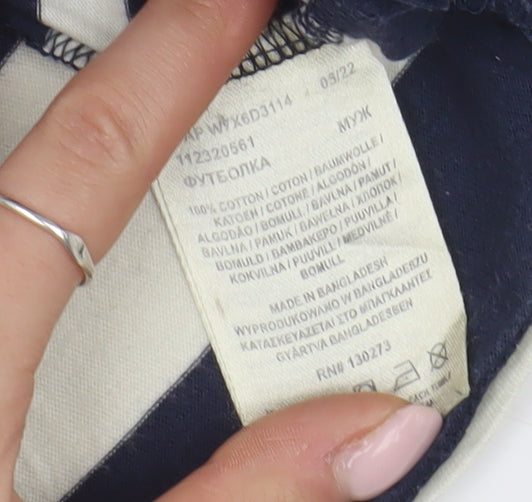 AP W7X6D3114 05/22
112320561 МУЖ
ФУТБОЛКА
100% COTTON / COTON / BAUMWOLLE /
KATOEN / COTONE / ALGODÓN /
ALGODÃO / BOMULL / BAVLNA / PAMUT /
BAVLNA / PAMUK / BAWEŁNA / ХЛОПОК /
BOMULD / ΒΑΜΒΑΚΕΡΟ / PUUVILLA /
KOKVILNA / PUUVILL / MEDVILNĖ /
BOMULL
MADE IN BANGLADESH
WYPRODUKOWANO W BANGLADESZU
ΚΑΤΑΣΚΕΥΑΖΕΤΑΙ ΣΤΟ ΜΠΑΓΚΛΑΝΤΕΣ
GYÁRTVA BANGLADESBEN
RN# 130273